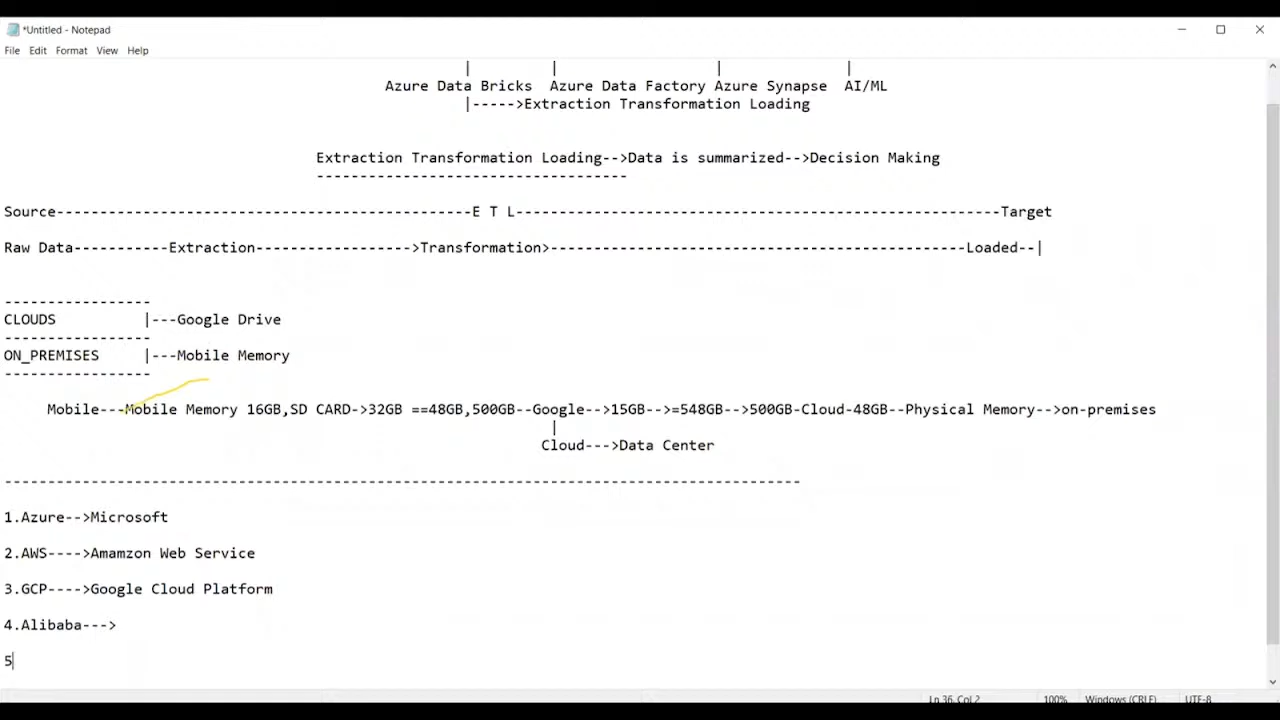 *Untitled - Notepad
File Edit Format View Help
| | | |
Azure Data Bricks Azure Data Factory Azure Synapse AI/ML
|----->Extraction Transformation Loading
Extraction Transformation Loading-->Data is summarized-->Decision Making
------------------------------------
Source------------------------------------------------E T L--------------------------------------------------------Target
Raw Data-----------Extraction------------------>Transformation>------------------------------------------------Loaded--|
-----------------
CLOUDS |---Google Drive
-----------------
ON_PREMISES |---Mobile Memory
-----------------
Mobile---Mobile Memory 16GB,SD CARD->32GB ==48GB,500GB--Google-->15GB-->=548GB-->500GB-Cloud-48GB--Physical Memory-->on-premises
|
Cloud--->Data Center
--------------------------------------------------------------------------------------------
1.Azure-->Microsoft
2.AWS---->Amamzon Web Service
3.GCP---->Google Cloud Platform
4.Alibaba--->
5
Ln 36, Col 2 100% Windows (CRLF) UTF-8